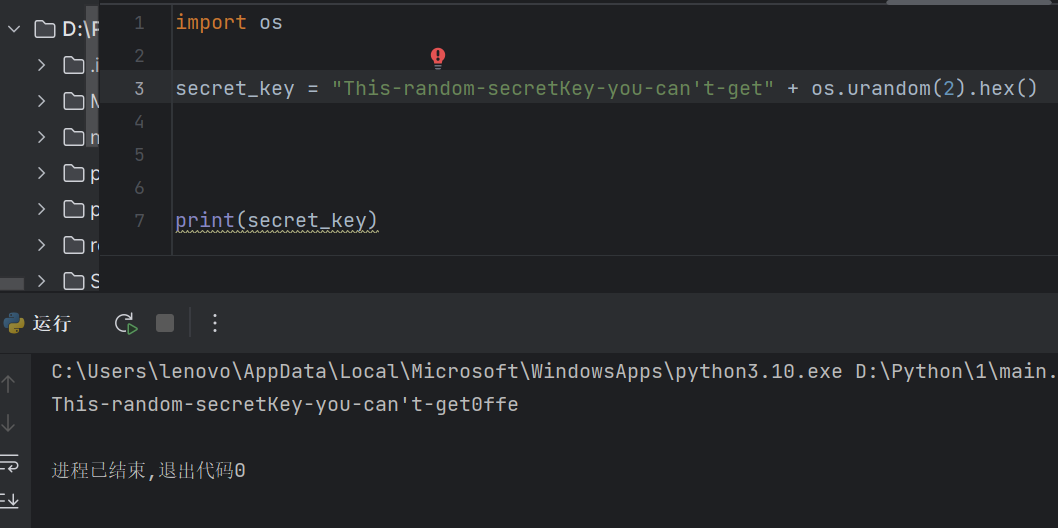 D:\
1 import os
2
3 secret_key = "This-random-secretKey-you-can't-get" + os.urandom(2).hex()
4
5
6
7 print(secret_key)
运行
C:\Users\lenovo\AppData\Local\Microsoft\WindowsApps\python3.10.exe D:\Python\1\main.
This-random-secretKey-you-can't-get0ffe
进程已结束,退出代码0